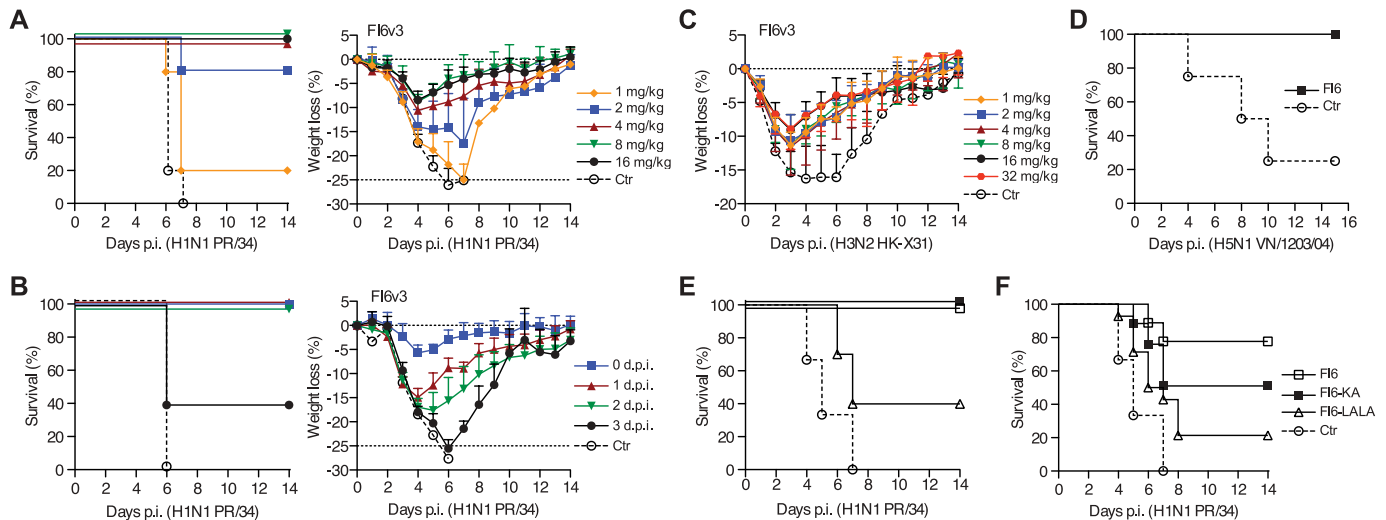 A
Survival (%)
100
80
60
40
20
0
0 2 4 6 8 10 12 14
Days p.i. (H1N1 PR/34)
FI6v3
Weight loss (%)
5
0
-5
-10
-15
-20
-25
-30
0 1 2 3 4 5 6 7 8 9 10 11 12 13 14
Days p.i. (H1N1 PR/34)
1 mg/kg
2 mg/kg
4 mg/kg
8 mg/kg
16 mg/kg
Ctr
C
FI6v3
Weight loss (%)
5
0
-5
-10
-15
-20
0 1 2 3 4 5 6 7 8 9 10 11 12 13 14
Days p.i. (H3N2 HK-X31)
1 mg/kg
2 mg/kg
4 mg/kg
8 mg/kg
16 mg/kg
32 mg/kg
Ctr
D
Survival (%)
100
80
60
40
20
0
0 2 4 6 8 10 12 14 16
Days p.i. (H5N1 VN/1203/04)
FI6
Ctr
B
Survival (%)
100
80
60
40
20
0
0 2 4 6 8 10 12 14
Days p.i. (H1N1 PR/34)
FI6v3
Weight loss (%)
5
0
-5
-10
-15
-20
-25
-30
0 1 2 3 4 5 6 7 8 9 10 11 12 13 14
Days p.i. (H1N1 PR/34)
0 d.p.i.
1 d.p.i.
2 d.p.i.
3 d.p.i.
Ctr
E
Survival (%)
100
80
60
40
20
0
0 2 4 6 8 10 12 14
Days p.i. (H1N1 PR/34)
F
Survival (%)
100
80
60
40
20
0
0 2 4 6 8 10 12 14
Days p.i. (H1N1 PR/34)
FI6
FI6-KA
FI6-LALA
Ctr